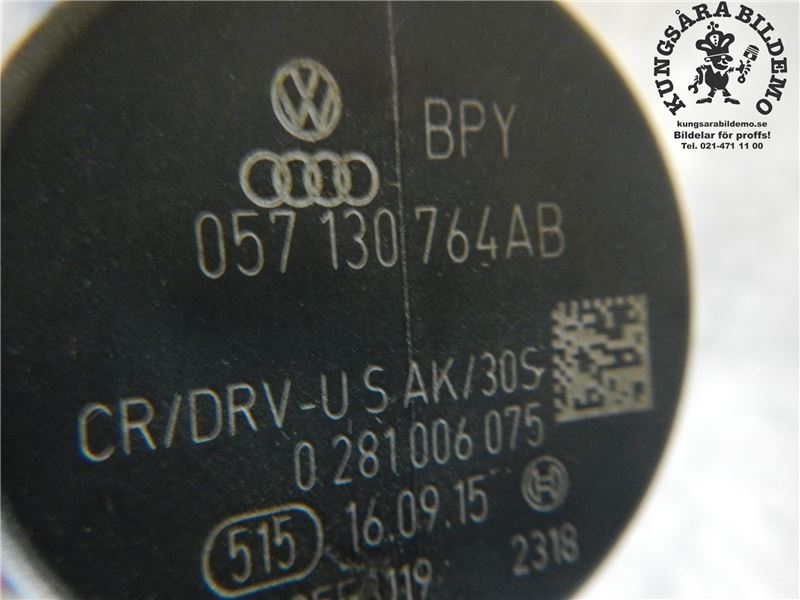 KUNGSÅRA BILDEMO
kungsarabildemo.se
Bildelar för proffs!
Tel. 021-471 11 00
BPY
057 130 764AB
CR/DRV-U S AK/30S
0 281 006 075
515 16.09.15
2318